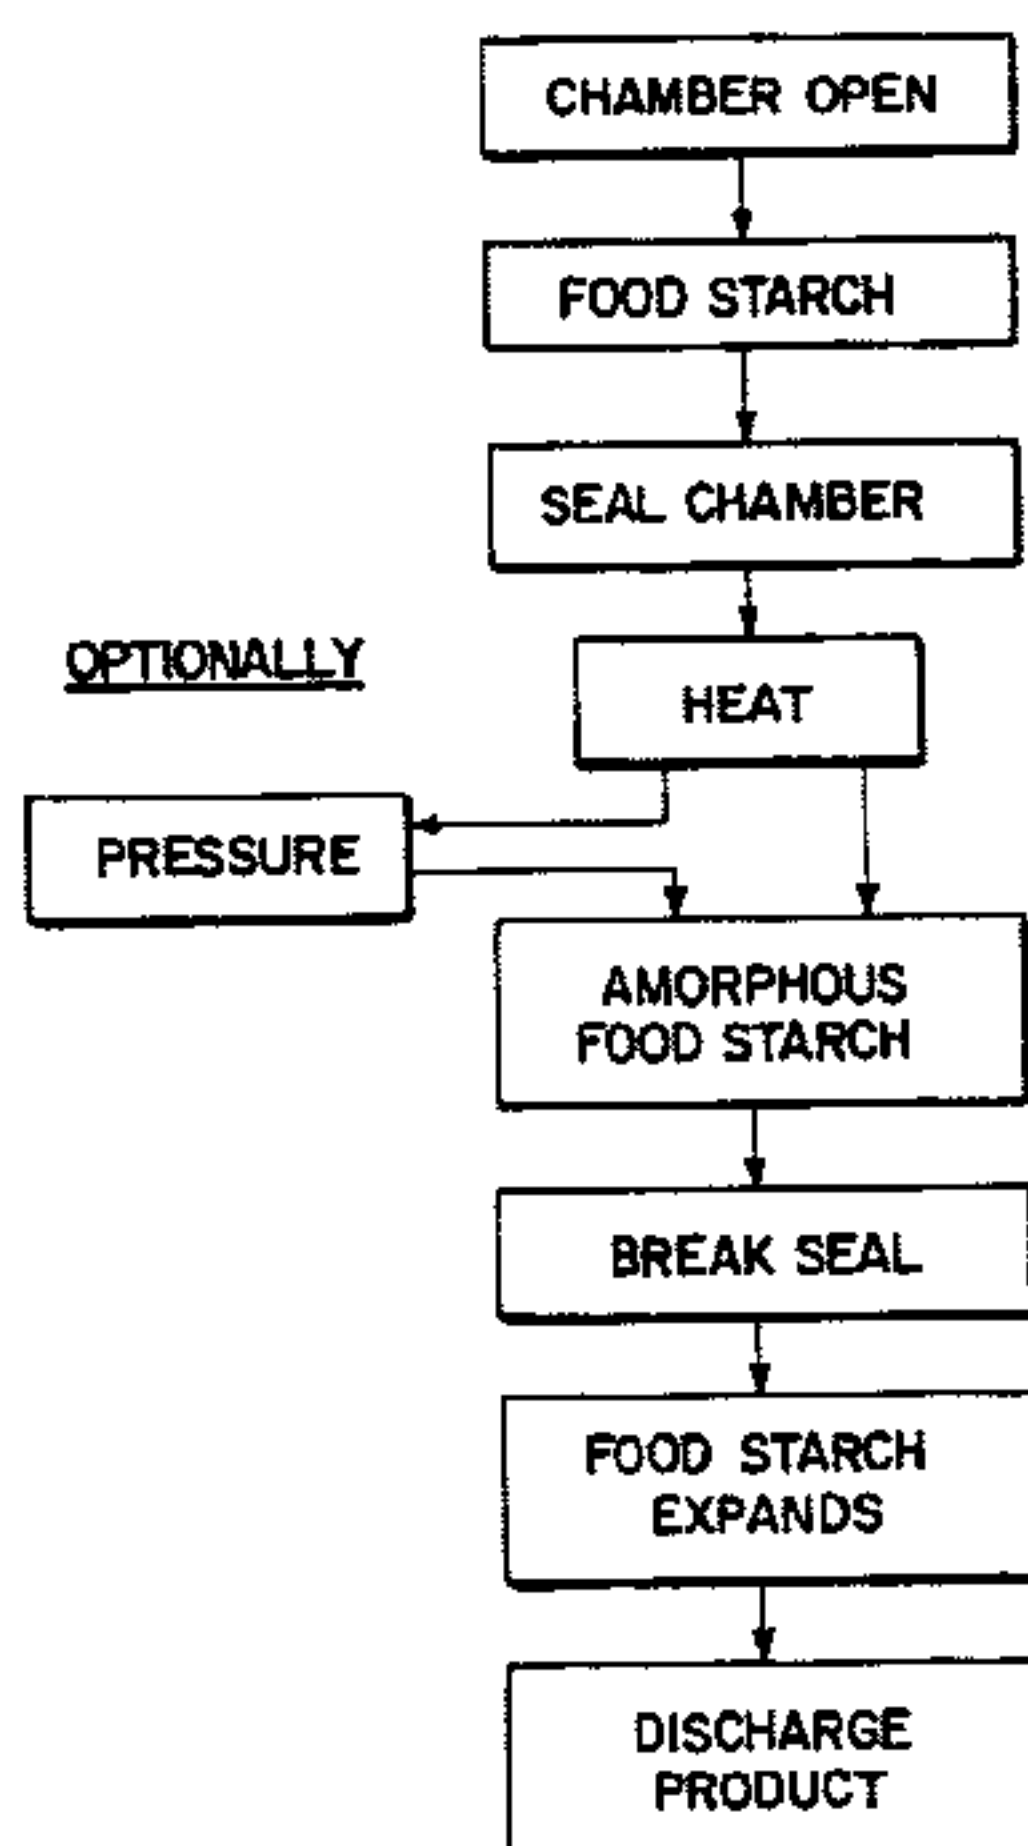 CHAMBER OPEN
FOOD STARCH
SEAL CHAMBER
OPTIONALLY
HEAT
PRESSURE
AMORPHOUS
FOOD STARCH
BREAK SEAL
FOOD STARCH
EXPANDS
DISCHARGE
PRODUCT